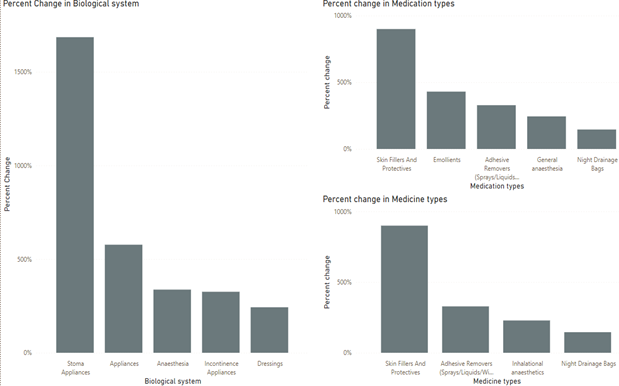 Percent Change in Biological system
Percent Change
1500%
1000%
500%
0%
Stoma
Appliances
Appliances
Anaesthesia
Incontinence
Appliances
Dressings
Biological system
Percent change in Medication types
Percent change
1000%
500%
0%
Skin Fillers And
Protectives
Emollients
Adhesive
Removers
(Sprays/Liquids...
General
anaesthesia
Night Drainage
Bags
Medication types
Percent change in Medicine types
Percent change
1000%
500%
0%
Skin Fillers And
Protectives
Adhesive Removers
(Sprays/Liquids/Wi...
Inhalational
anaesthetics
Night Drainage Bags
Medicine types